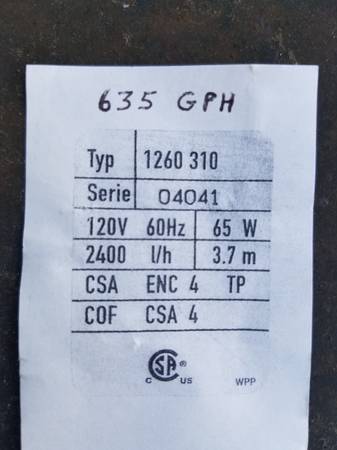 635 GPH
Typ 1260 310
Serie 04041
120V 60Hz 65 W
2400 l/h 3.7 m
CSA ENC 4 TP
COF CSA 4
CSA ®
C US WPP